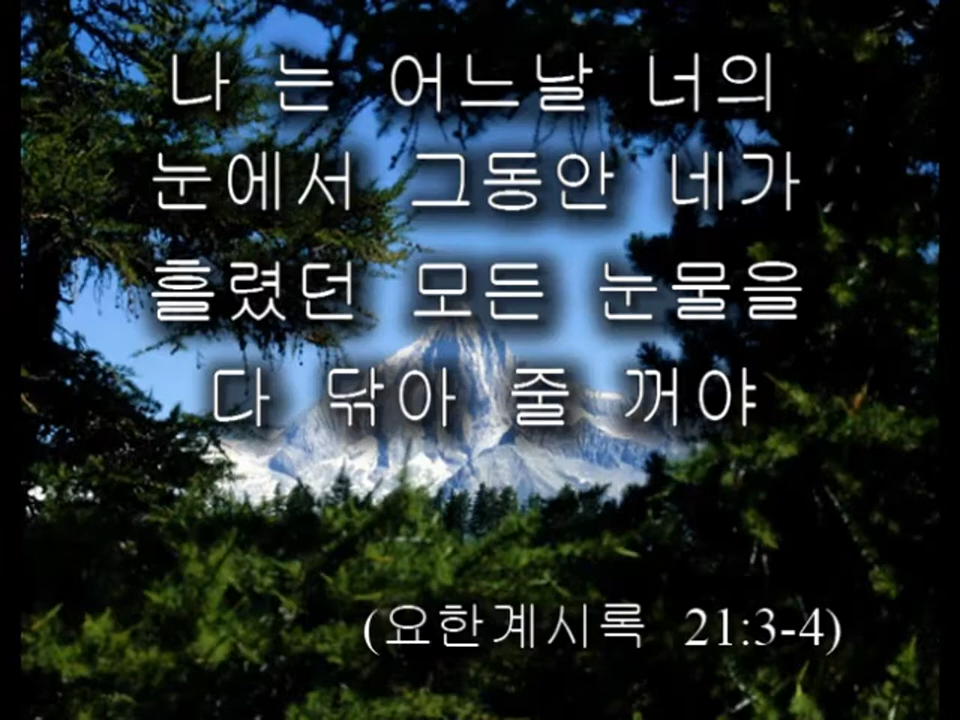 나 는 어느날 너의
눈에서 그동안 네가
흘렸던 모든 눈물을
다 닦아 줄 꺼야
(요한계시록 21:3-4)